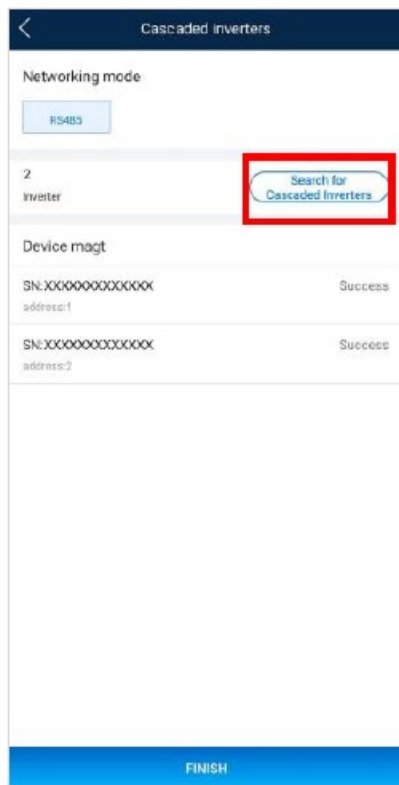 Cascaded inverters
Networking mode
RS485
2
Inverter
Search for
Cascaded Inverters
Device magt
SN:XXXXXXXXXXXXX
Success
address:1
SN:XXXXXXXXXXXXX
Success
address:2
FINISH